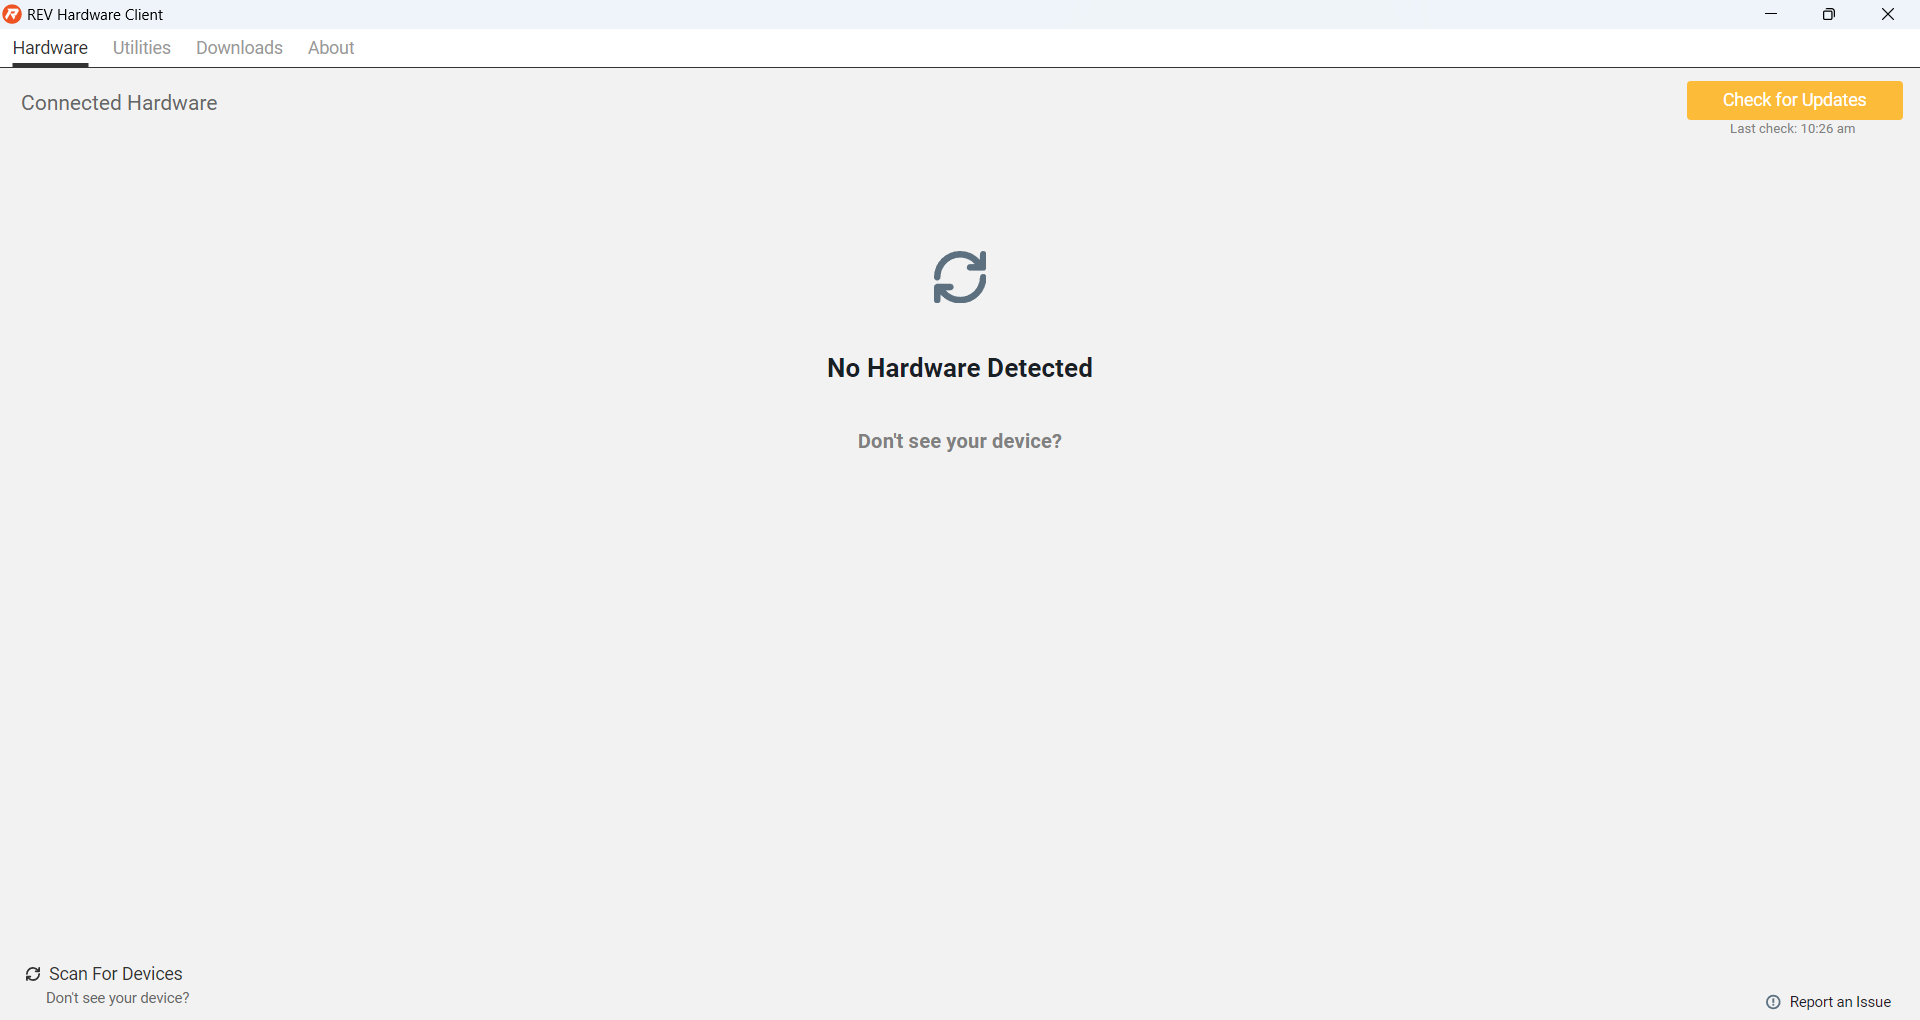 REV Hardware Client
Hardware Utilities Downloads About
Connected Hardware
Check for Updates
Last check: 10:26 am
No Hardware Detected
Don't see your device?
Scan For Devices
Don't see your device?
Report an Issue